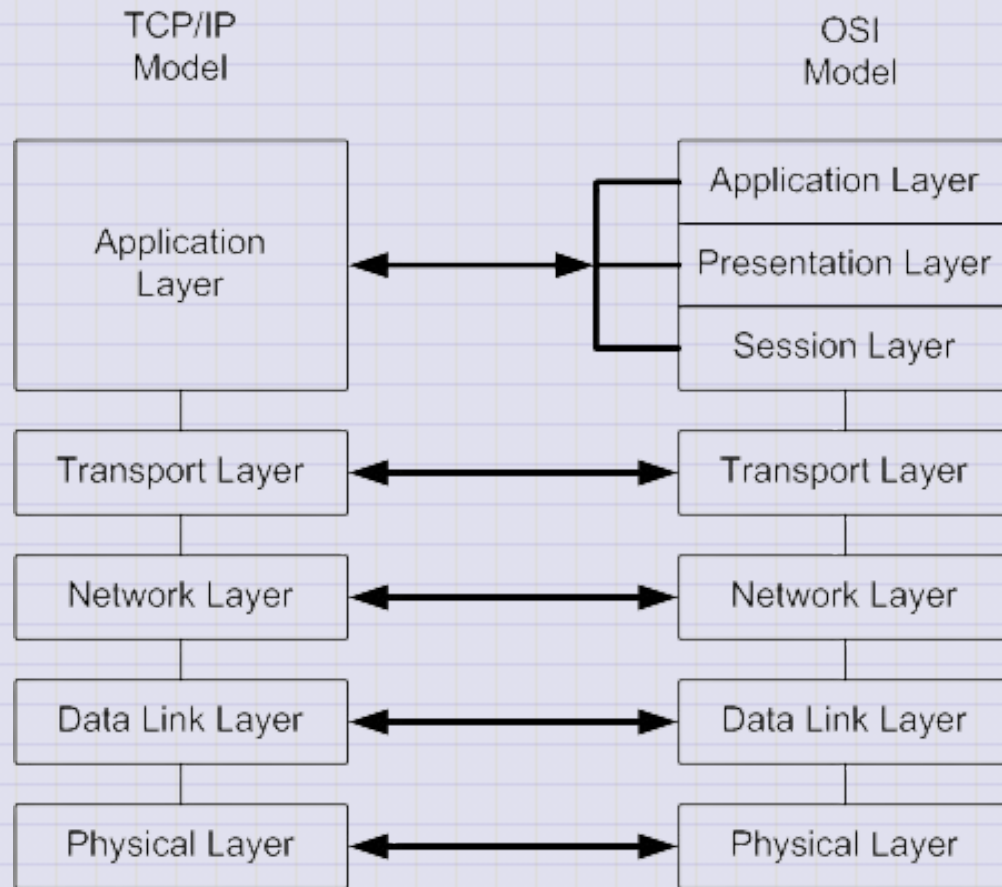 TCP/IP
Model
OSI
Model
Application
Layer
Application Layer
Presentation Layer
Session Layer
Transport Layer
Transport Layer
Network Layer
Network Layer
Data Link Layer
Data Link Layer
Physical Layer
Physical Layer